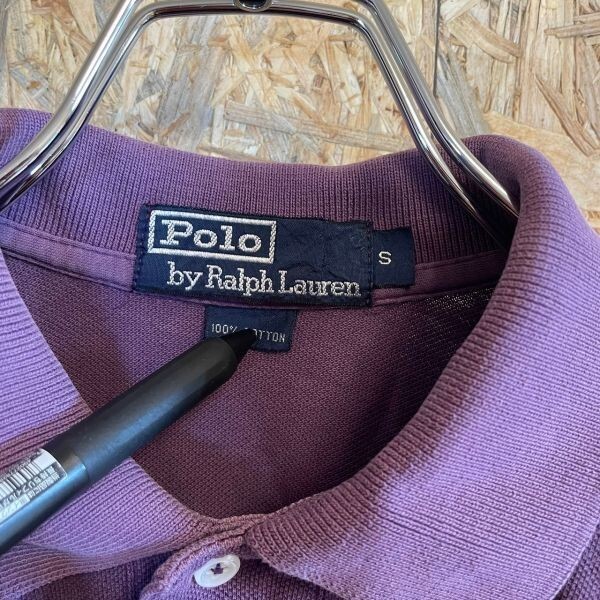 Polo
by Ralph Lauren
S
100% COTTON